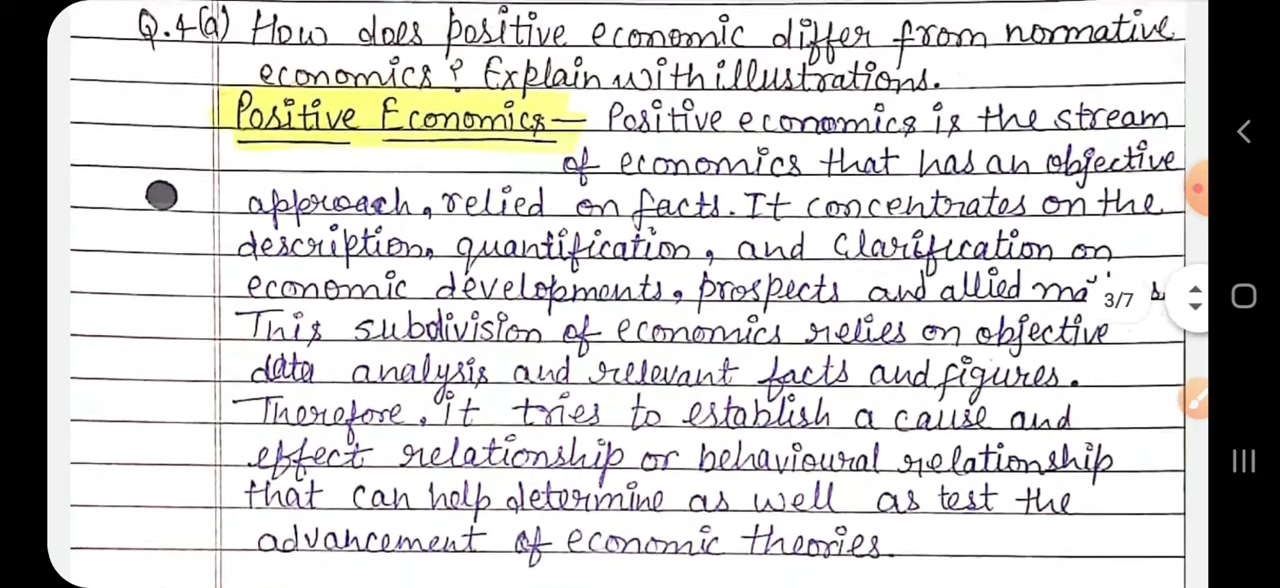 Q.4(a) How does positive economic differ from normative
economics? Explain with illustrations.
Positive Economics — Positive economics is the stream
of economics that has an objective
approach, relied on facts. It concentrates on the
description, quantification, and clarification on
economic developments, prospects and allied
3/7
This subdivision of economics relies on objective
data analysis and relevant facts and figures.
Therefore, it tries to establish a cause and
effect relationship or behavioural relationship
that can help determine as well as test the
advancement of economic theories.